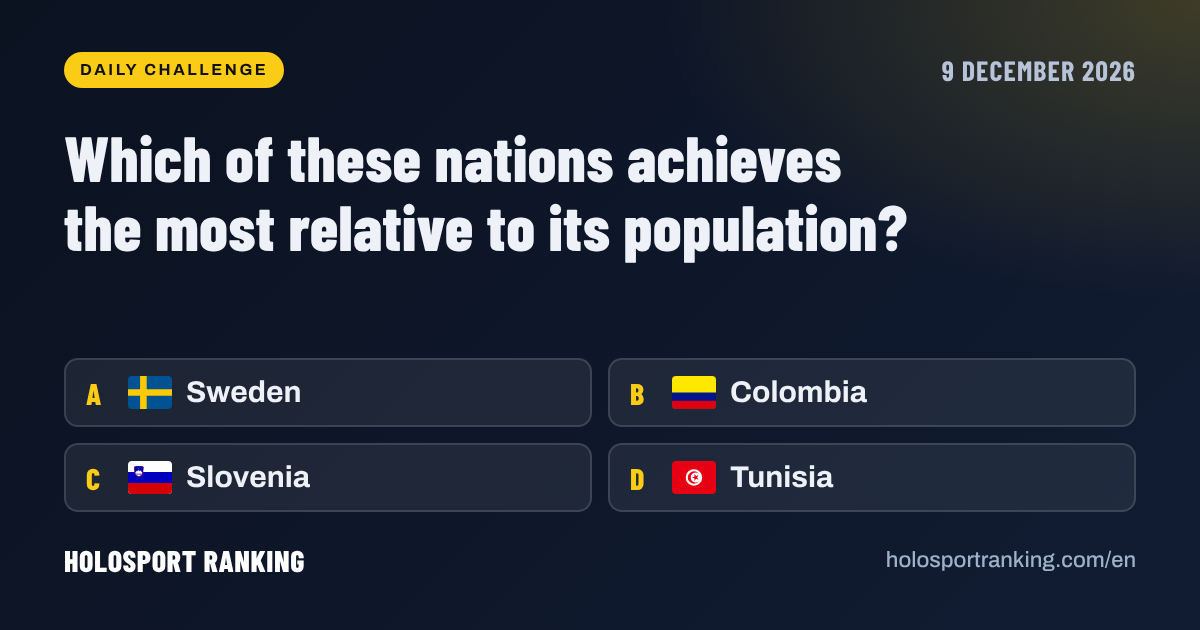 DAILY CHALLENGE
9 DECEMBER 2026
Which of these nations achieves
the most relative to its population?
A Sweden
B Colombia
C Slovenia
D Tunisia
HOLOSPORT RANKING
holosportranking.com/en